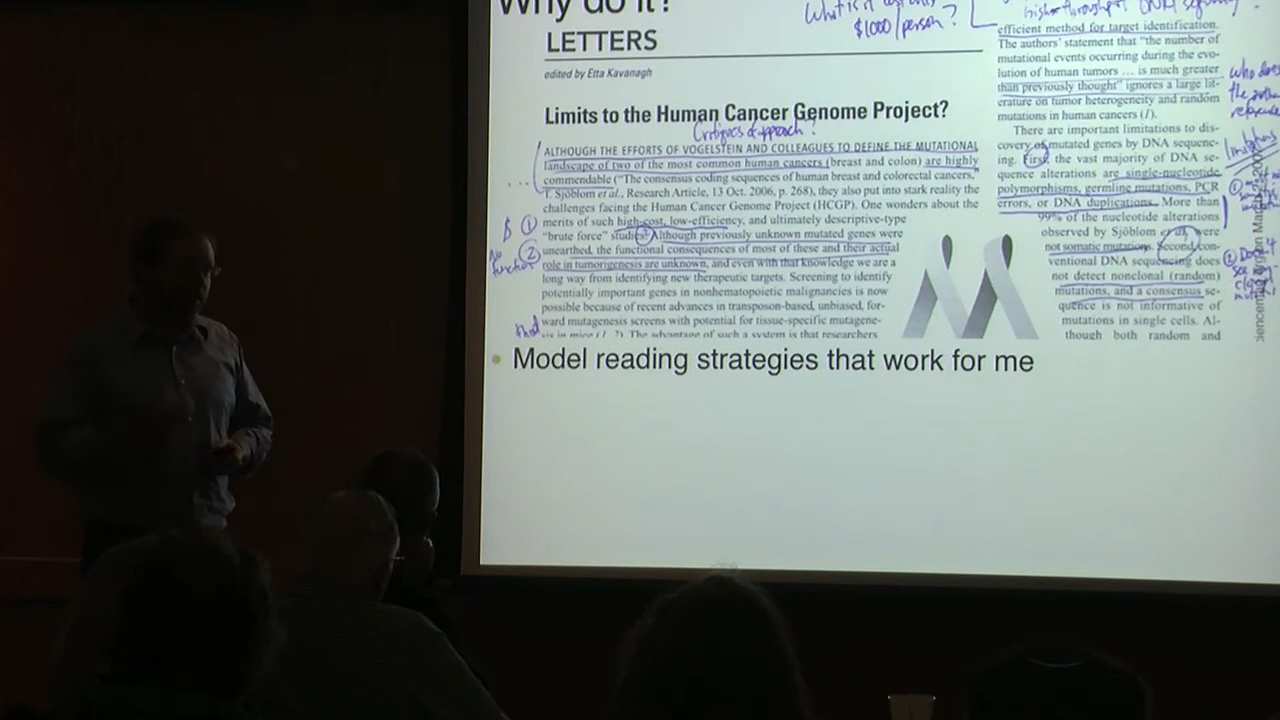 Why do it?
$1000/person?
LETTERS
edited by Etta Kavanagh
Limits to the Human Cancer Genome Project?
Critiques of approach?
ALTHOUGH THE EFFORTS OF VOGELSTEIN AND COLLEAGUES TO DEFINE THE MUTATIONAL
landscape of two of the most common human cancers (breast and colon) are highly
commendable ("The consensus coding sequences of human breast and colorectal cancers,"
T. Sjöblom et al., Research Article, 13 Oct. 2006, p. 268), they also put into stark reality the
challenges facing the Human Cancer Genome Project (HCGP). One wonders about the
merits of such high-cost, low-efficiency, and ultimately descriptive-type
"brute force" studies. Although previously unknown mutated genes were
unearthed, the functional consequences of most of these and their actual
role in tumorigenesis are unknown, and even with that knowledge we are a
long way from identifying new therapeutic targets. Screening to identify
potentially important genes in nonhematopoietic malignancies is now
possible because of recent advances in transposon-based, unbiased, for-
ward mutagenesis screens with potential for tissue-specific mutagene-
sis in mice (1, 2). The advantage of such a system is that researchers
$ 1
2
efficient method for target identification.
The authors' statement that "the number of
mutational events occurring during the evo-
lution of human tumors ... is much greater
than previously thought" ignores a large lit-
erature on tumor heterogeneity and random
mutations in human cancers (1).
There are important limitations to dis-
covery of mutated genes by DNA sequenc-
ing. First, the vast majority of DNA se-
quence alterations are single-nucleotide
polymorphisms, germline mutations, PCR
errors, or DNA duplications. More than
99% of the nucleotide alterations
observed by Sjöblom et al. were
not somatic mutations. Second, con-
ventional DNA sequencing does
not detect nonclonal (random)
mutations, and a consensus se-
quence is not informative of
mutations in single cells. Al-
though both random and
limitations
• Model reading strategies that work for me